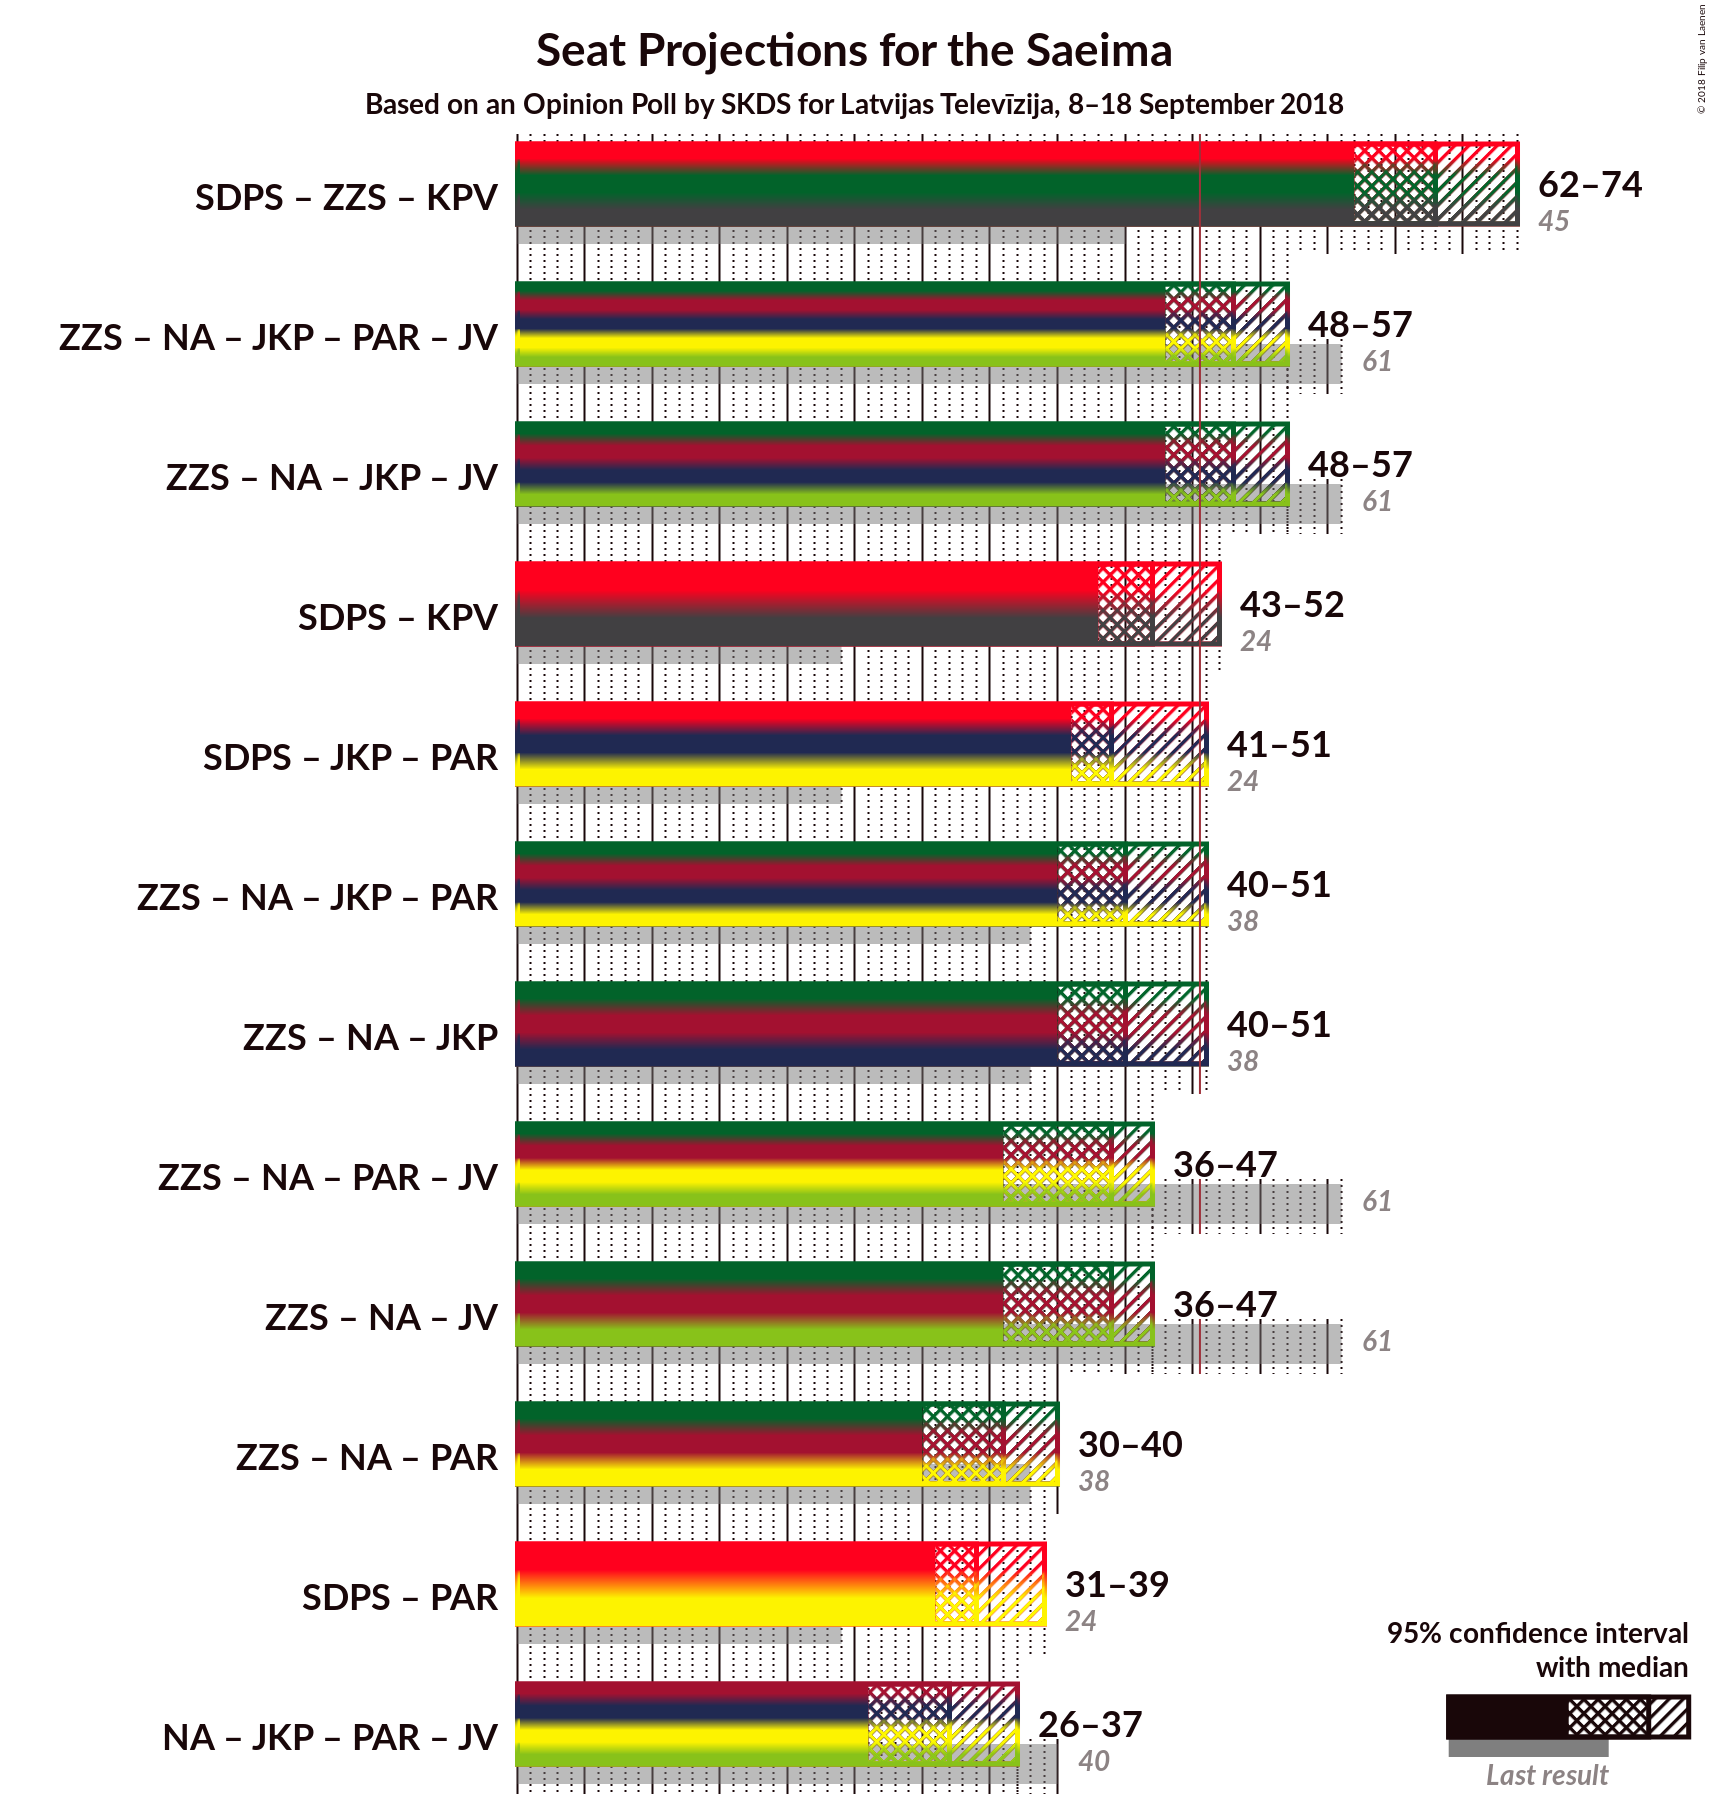 Seat Projections for the Saeima
Based on an Opinion Poll by SKDS for Latvijas Televīzija, 8–18 September 2018
© 2018 Filip van Laenen
SDPS – ZZS – KPV
62–74
45
ZZS – NA – JKP – PAR – JV
48–57
61
ZZS – NA – JKP – JV
48–57
61
SDPS – KPV
43–52
24
SDPS – JKP – PAR
41–51
24
ZZS – NA – JKP – PAR
40–51
38
ZZS – NA – JKP
40–51
38
ZZS – NA – PAR – JV
36–47
61
ZZS – NA – JV
36–47
61
ZZS – NA – PAR
30–40
38
SDPS – PAR
31–39
24
NA – JKP – PAR – JV
26–37
40
95% confidence interval
with median
Last result